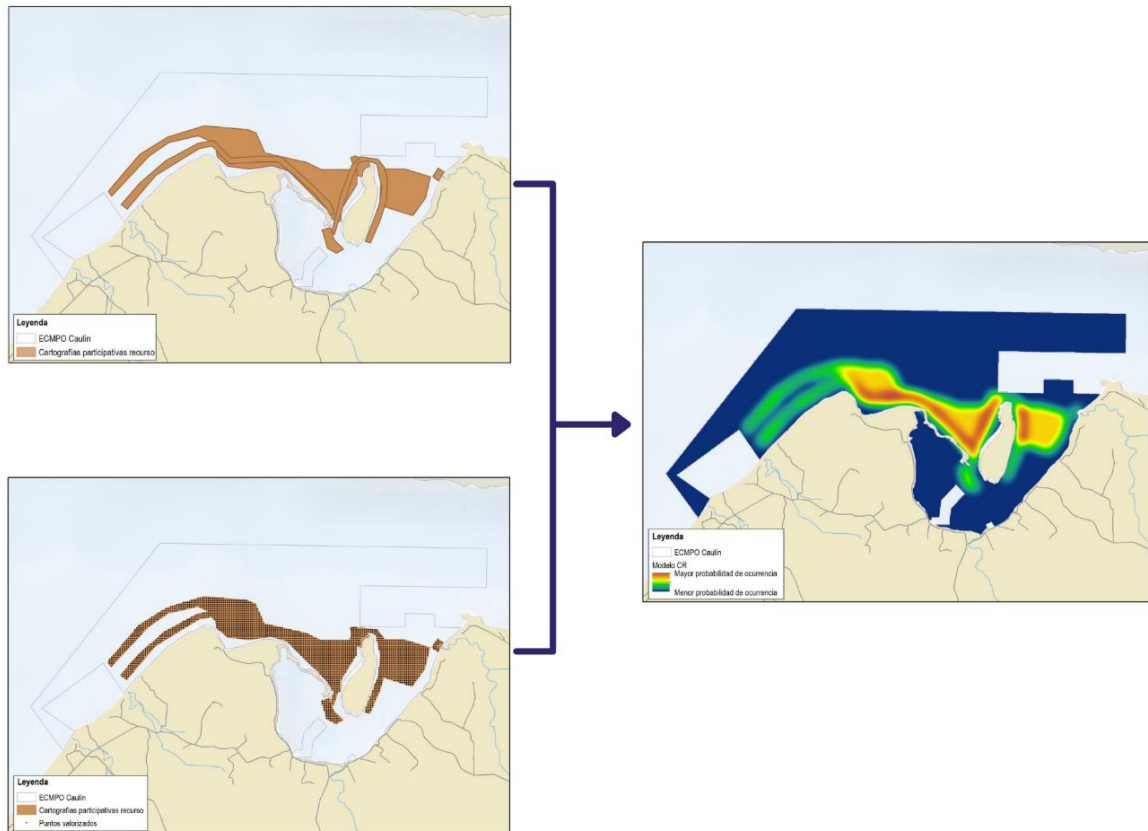 Leyenda
ECMPO Caulín
Cartografías participativas recurso
Leyenda
ECMPO Caulín
Cartografías participativas recurso
Puntos valorizados
Leyenda
ECMPO Caulín
Modelo CR
Mayor probabilidad de ocurrencia
Menor probabilidad de ocurrencia